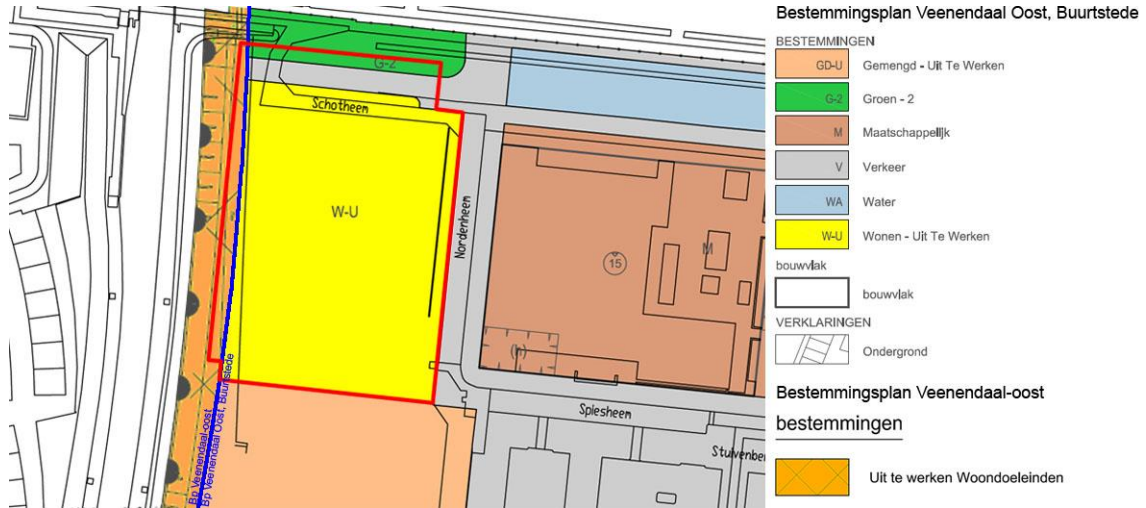 G-2
Schotheem
W-U
Nordenheem
M
15
(n)
Spiesheem
Stuivenbe
Bp Veenendaal-oost
Bp Veenendaal Oost, Buurtstede
Bestemmingsplan Veenendaal Oost, Buurtstede
BESTEMMINGEN
GD-U Gemengd - Uit Te Werken
G-2 Groen - 2
M Maatschappelijk
V Verkeer
WA Water
W-U Wonen - Uit Te Werken
bouwvlak
bouwvlak
VERKLARINGEN
Ondergrond
Bestemmingsplan Veenendaal-oost
bestemmingen
Uit te werken Woondoeleinden